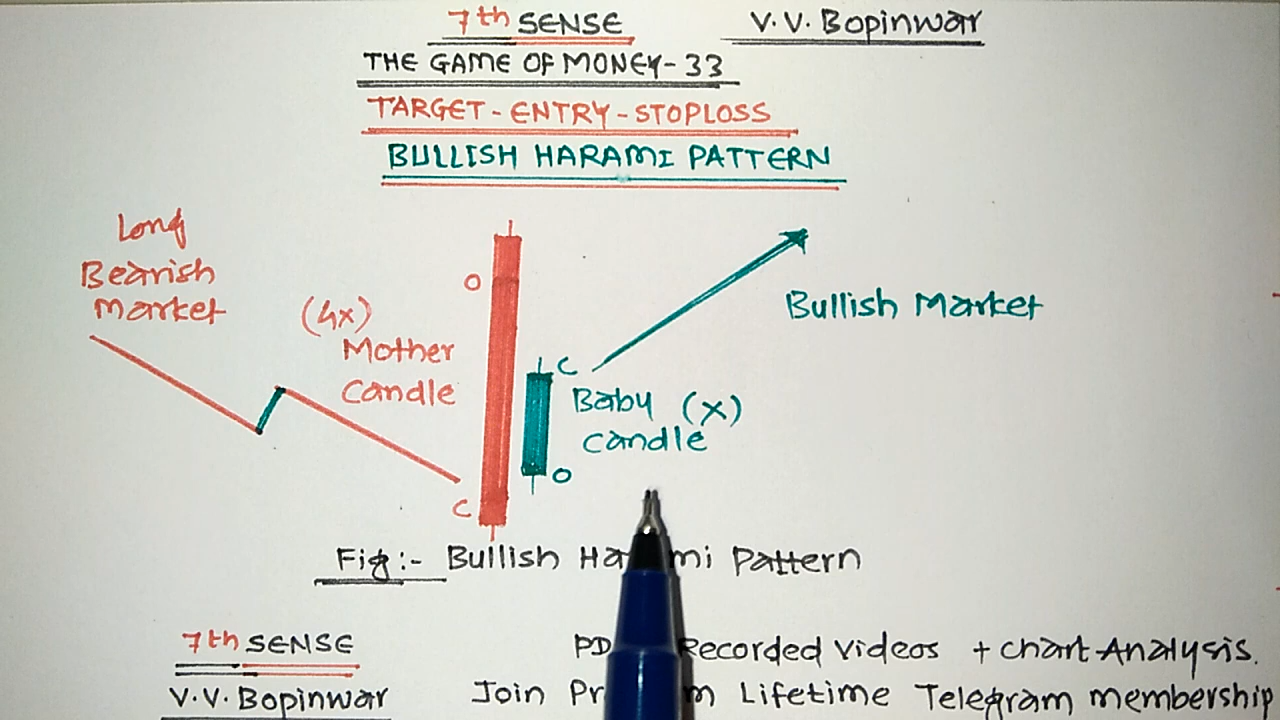 7th SENSE
V.V. Bopinwar
THE GAME OF MONEY-33
TARGET-ENTRY-STOPLOSS
BULLISH HARAMI PATTERN
Long
Bearish
Market
(4x)
Mother
Candle
O
C
C
Baby (x)
Candle
O
Bullish Market
Fig:- Bullish Pattern
7th SENSE
V.V. Bopinwar
Recorded Videos + Chart Analysis.
Join Lifetime Telegram membership